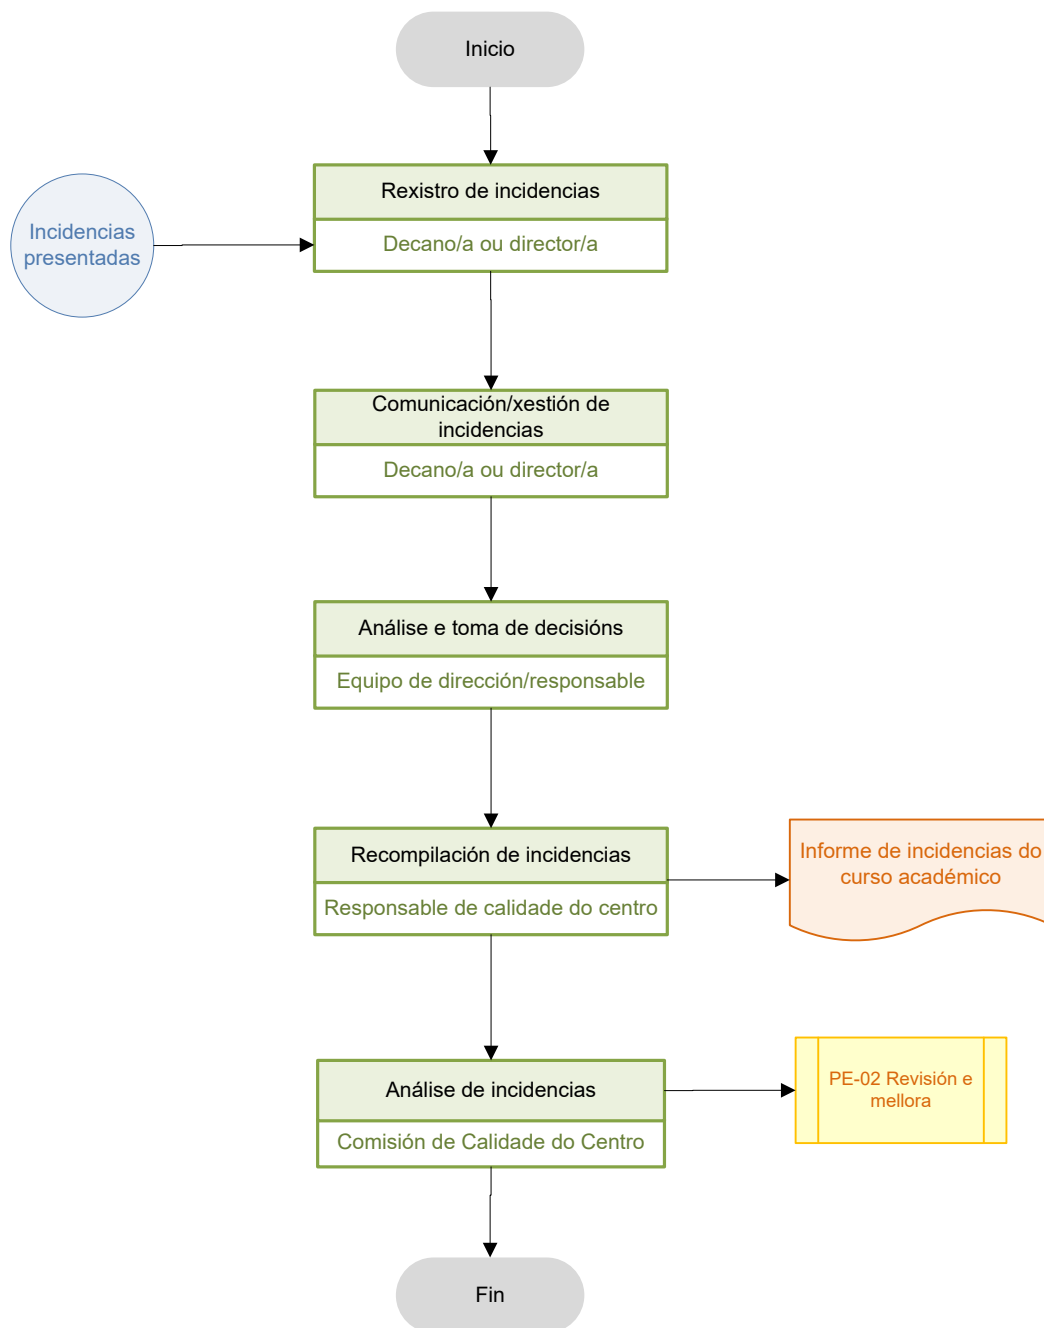 Inicio
Rexistro de incidencias
Decano/a ou director/a
Incidencias
presentadas
Comunicación/xestión de
incidencias
Decano/a ou director/a
Análise e toma de decisións
Equipo de dirección/responsable
Recompilación de incidencias
Responsable de calidade do centro
Informe de incidencias do
curso académico
Análise de incidencias
Comisión de Calidade do Centro
PE-02 Revisión e
mellora
Fin